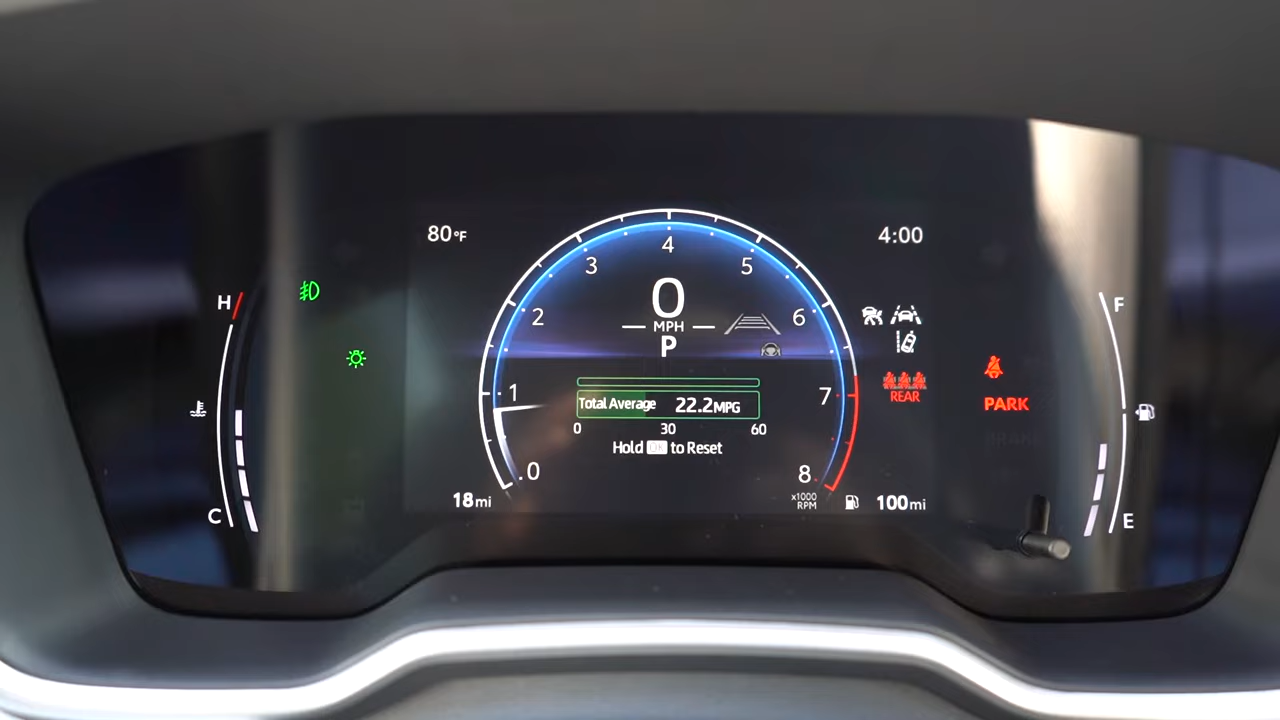 80°F
4:00
4
3
5
H
F
0
2
6
MPH
P
1
7
REAR
PARK
Total Average 22.2MPG
0 30 60
Hold OK to Reset
0
8
18mi
x1000
RPM
100mi
C
E